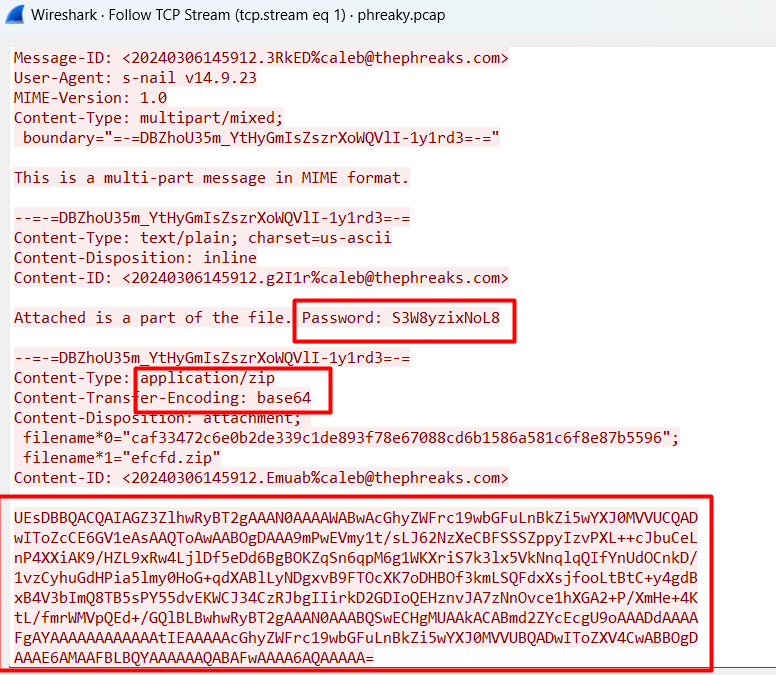 Wireshark · Follow TCP Stream (tcp.stream eq 1) · phreaky.pcap
Message-ID: <20240306145912.3RkED%caleb@thephreaks.com>
User-Agent: s-nail v14.9.23
MIME-Version: 1.0
Content-Type: multipart/mixed;
 boundary="=-=DBZhoU35m_YtHyGmIsZszrXoWQVlI-1y1rd3=-="
This is a multi-part message in MIME format.
--=-=DBZhoU35m_YtHyGmIsZszrXoWQVlI-1y1rd3=-=
Content-Type: text/plain; charset=us-ascii
Content-Disposition: inline
Content-ID: <20240306145912.g2I1r%caleb@thephreaks.com>
Attached is a part of the file. Password: S3W8yzixNoL8
--=-=DBZhoU35m_YtHyGmIsZszrXoWQVlI-1y1rd3=-=
Content-Type: application/zip
Content-Transfer-Encoding: base64
Content-Disposition: attachment;
 filename*0="caf33472c6e0b2de339c1de893f78e67088cd6b1586a581c6f8e87b5596";
 filename*1="efcfd.zip"
Content-ID: <20240306145912.Emuab%caleb@thephreaks.com>
UEsDBBQACQAIAGZ3ZlhwRyBT2gAAAN0AAAAWABwAcGhyZWFrc19wbGFuLnBkZi5wYXJ0MVVUCQAD
wIToZcCE6GV1eAsAAQToAwAABOgDAAA9mPwEVmy1t/sLJ62NzXeCBFSSSZppyIzvPXL++cJbuCeL
nP4XXiAK9/HZL9xRw4LjlDf5eDd6BgBOKZqSn6qpM6g1WKXriS7k3lx5VkNnqlqQIfYnUdOCnkD/
1vzCyhuGdHPia5lmy0HoG+qdXABlLyNDgxvB9FTOcXK7oDHBOf3kmLSQFdxXsjfooLtBtC+y4gdB
xB4V3bImQ8TB5sPY55dvEKWCJ34CzRJbgIIirkD2GDIoQEHznvJA7zNnOvce1hXGA2+P/XmHe+4K
tL/fmrWMVpQEd+/GQlBLBwhwRyBT2gAAAN0AAABQSwECHgMUAAkACABmd2ZYcEcgU9oAAADdAAAA
FgAYAAAAAAAAAAAAtIEAAAAAcGhyZWFrc19wbGFuLnBkZi5wYXJ0MVVUBQADwIToZXV4CwABBOgD
AAAE6AMAAFBLBQYAAAAAAQABAFwAAAA6AQAAAAA=